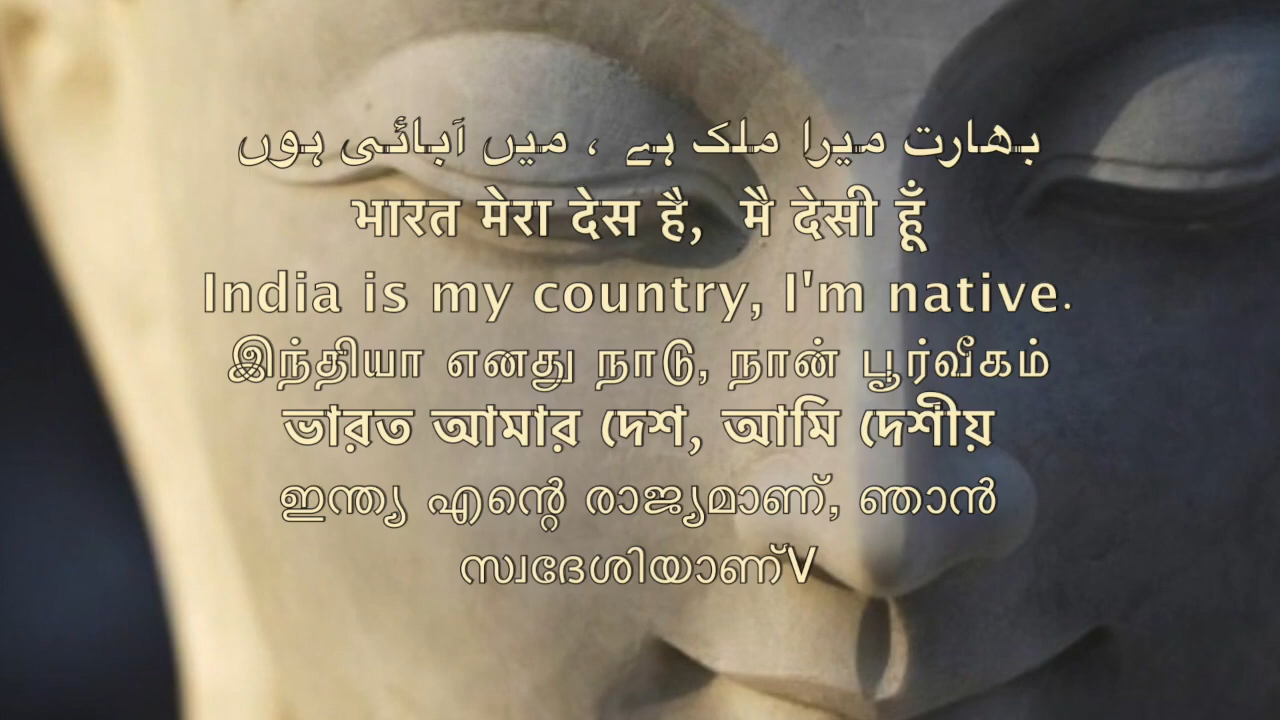 بھارت میرا ملک ہے ، میں آبائی ہوں
भारत मेरा देस है, मै देसी हूँ
India is my country, I'm native.
இந்தியா எனது நாடு, நான் பூர்வீகம்
ভারত আমার দেশ, আমি দেশীয়
ഇന്ത്യ എന്റെ രാജ്യമാണ്, ഞാൻ
സ്വദേശിയാണ്V